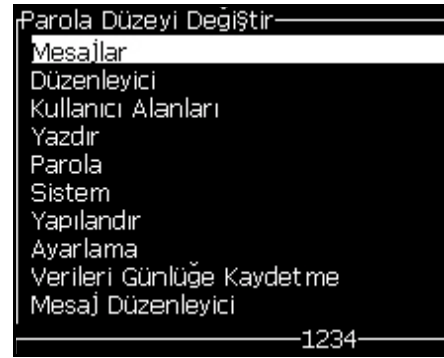 Parola Düzeyi Değiştir
Mesajlar
Düzenleyici
Kullanıcı Alanları
Yazdır
Parola
Sistem
Yapılandır
Ayarlama
Verileri Günlüğe Kaydetme
Mesaj Düzenleyici
1234